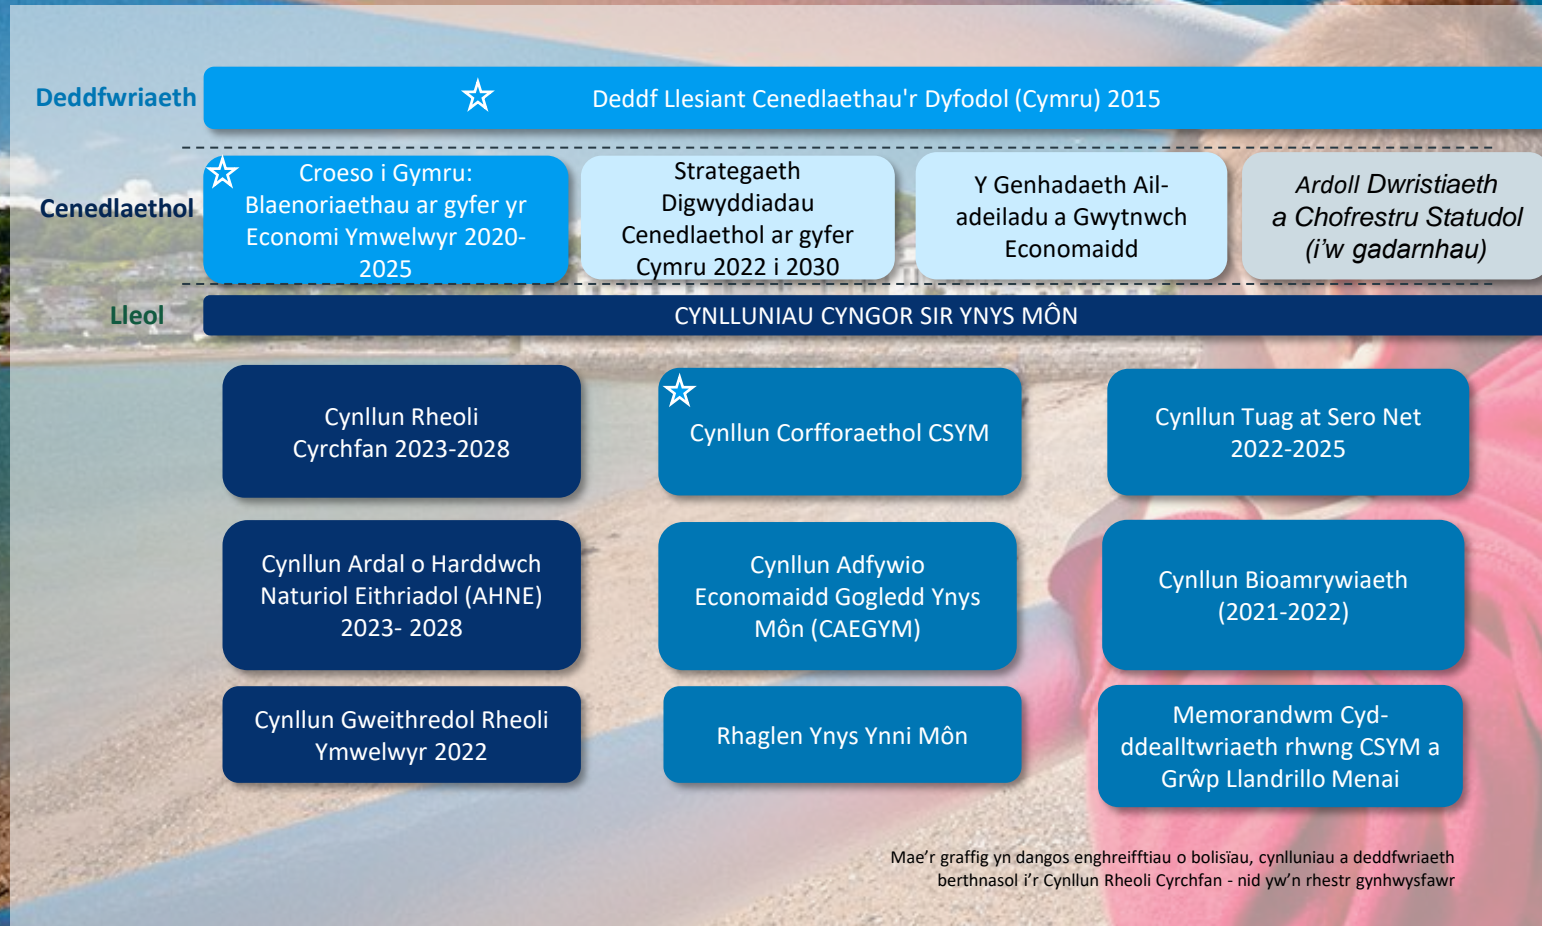 Deddfwriaeth
Deddf Llesiant Cenedlaethau'r Dyfodol (Cymru) 2015
Cenedlaethol
Croeso i Gymru:
Blaenoriaethau ar gyfer yr
Economi Ymwelwyr 2020-
2025
Strategaeth
Digwyddiadau
Cenedlaethol ar gyfer
Cymru 2022 i 2030
Y Genhadaeth Ail-
adeiladu a Gwytnwch
Economaidd
Ardoll Dwristiaeth
a Chofrestru Statudol
(i'w gadarnhau)
Lleol
CYNLLUNIAU CYNGOR SIR YNYS MÔN
Cynllun Rheoli
Cyrchfan 2023-2028
Cynllun Corfforaethol CSYM
Cynllun Tuag at Sero Net
2022-2025
Cynllun Ardal o Harddwch
Naturiol Eithriadol (AHNE)
2023- 2028
Cynllun Adfywio
Economaidd Gogledd Ynys
Môn (CAEGYM)
Cynllun Bioamrywiaeth
(2021-2022)
Cynllun Gweithredol Rheoli
Ymwelwyr 2022
Rhaglen Ynys Ynni Môn
Memorandwm Cyd-
ddealltwriaeth rhwng CSYM a
Grŵp Llandrillo Menai
Mae'r graffig yn dangos enghreifftiau o bolisïau, cynlluniau a deddfwriaeth
berthnasol i'r Cynllun Rheoli Cyrchfan - nid yw'n rhestr gynhwysfawr